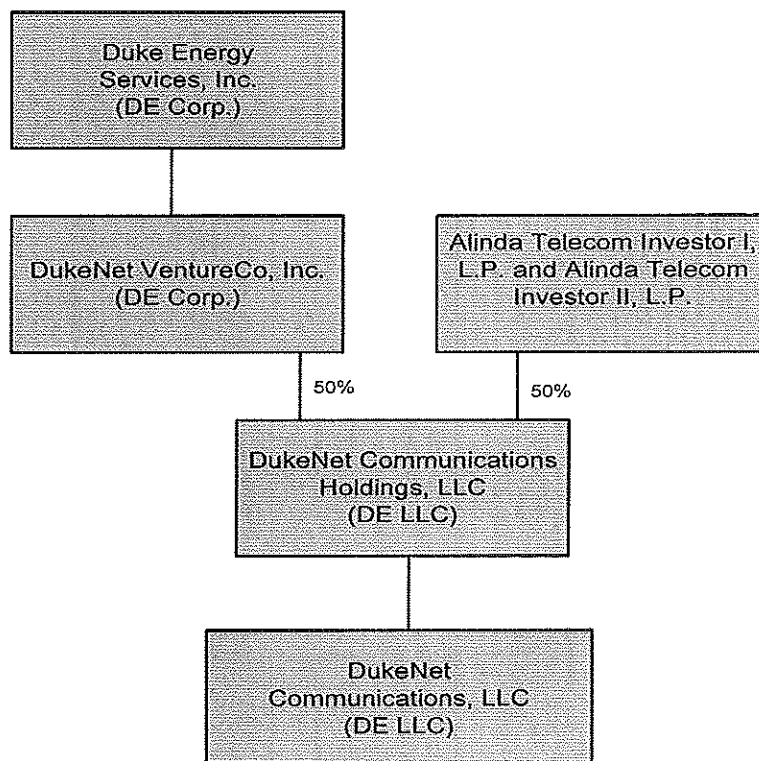 Duke Energy
Services, Inc.
(DE Corp.)
DukeNet VentureCo, Inc.
(DE Corp.)
Alinda Telecom Investor I,
L.P. and Alinda Telecom
Investor II, L.P.
50%
50%
DukeNet Communications
Holdings, LLC
(DE LLC)
DukeNet
Communications, LLC
(DE LLC)